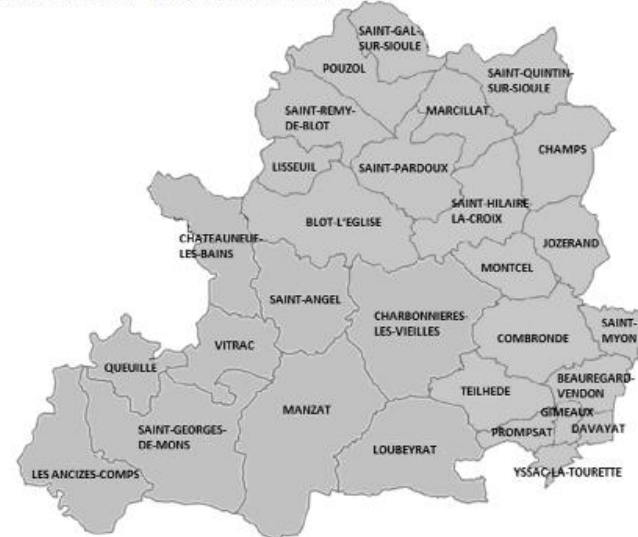 SAINT-GAL-
SUR-SIOULE
POUZOL
SAINT-QUINTIN-
SUR-SIOULE
SAINT-REMY-
DE-BLOT
MARCILLAT
CHAMPS
LISSEUIL
SAINT-PARDOUX
SAINT-HILAIRE-
LA-CROIX
BLOT-L'EGLISE
CHATEAUNEUF-
LES-BAINS
JOZERAND
MONTCEL
SAINT-ANGEL
CHARBONNIERES-
LES-VIEILLES
SAINT-
MYON
COMBRONDE
VITRAC
QUEUILLE
BEAUREGARD-
VENDON
TEILHEDE
GIMEAUX
MANZAT
SAINT-GEORGES-
DE-MONS
PROMPSAT
DAVAYAT
LOUBEYRAT
LES ANCIZES-COMPS
YSSAC-LA-TOURETTE